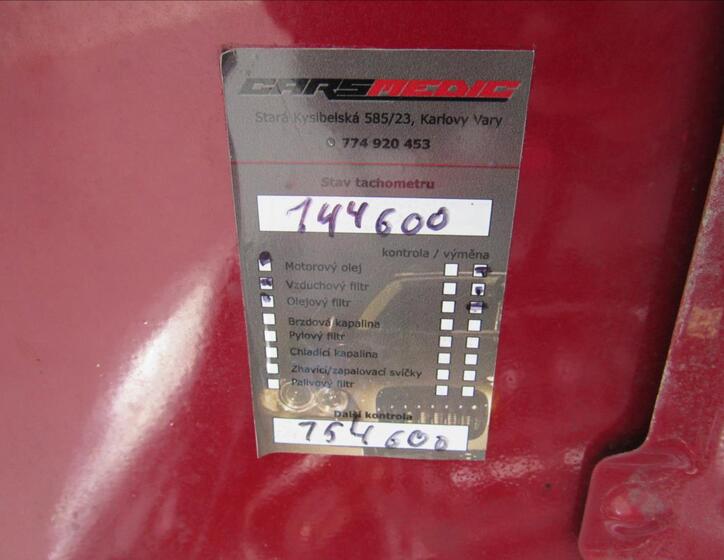 CARSMEDIC
Stará Kysibelská 585/23, Karlovy Vary
774 920 453
Stav tachometru
144600
kontrola / výměna
Motorový olej
Vzduchový filtr
Olejový filtr
Brzdová kapalina
Pylový filtr
Chladící kapalina
Zhavící/zapalovací svíčky
Palivový filtr
Další kontrola
154600